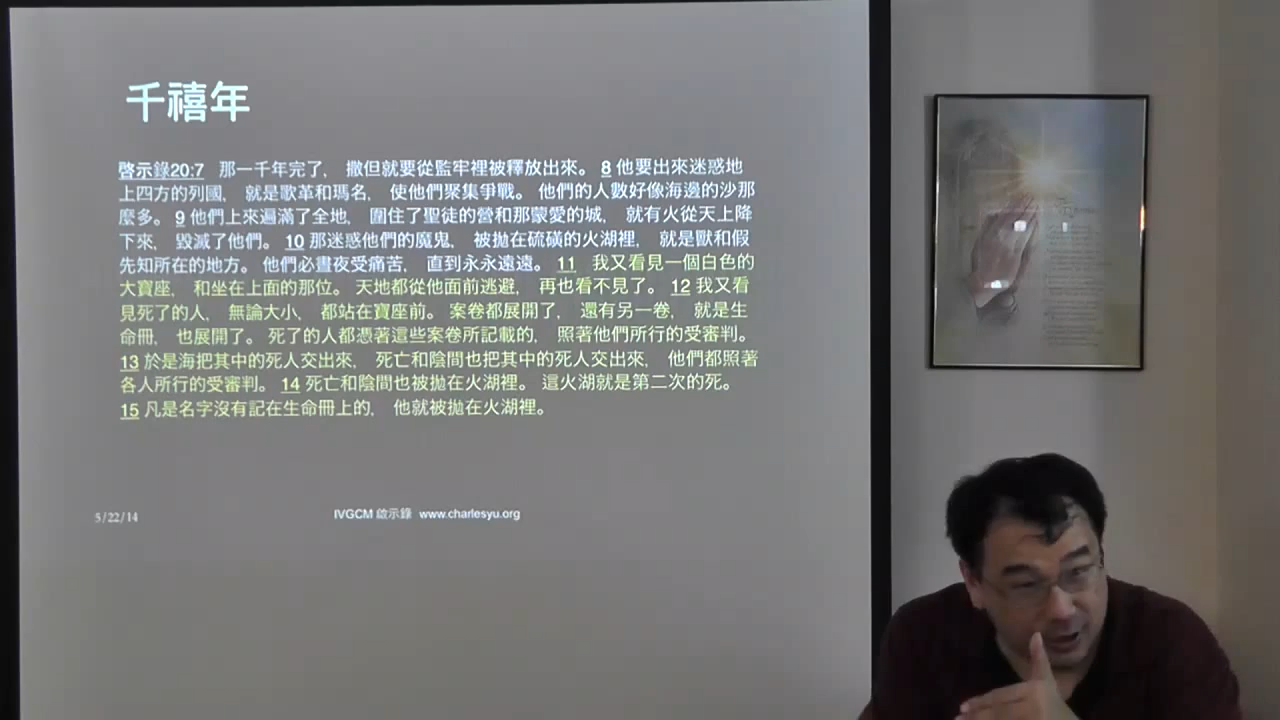 千禧年
啓示錄20:7 那一千年完了, 撒但就要從監牢裡被釋放出來。 8 他要出來迷惑地
上四方的列國, 就是歌革和瑪各, 使他們聚集爭戰。 他們的人數好像海邊的沙那
麼多。 9 他們上來遍滿了全地, 圍住了聖徒的營和那蒙愛的城, 就有火從天上降
下來, 毀滅了他們。 10 那迷惑他們的魔鬼, 被拋在硫磺的火湖裡, 就是獸和假
先知所在的地方。 他們必晝夜受痛苦, 直到永永遠遠。 11 我又看見一個白色的
大寶座, 和坐在上面的那位。 天地都從他面前逃避, 再也看不見了。 12 我又看
見死了的人, 無論大小, 都站在寶座前。 案卷都展開了, 還有另一卷, 就是生
命冊, 也展開了。 死了的人都憑著這些案卷所記載的, 照著他們所行的受審判。
13 於是海把其中的死人交出來, 死亡和陰間也把其中的死人交出來, 他們都照著
各人所行的受審判。 14 死亡和陰間也被拋在火湖裡。 這火湖就是第二次的死。
15 凡是名字沒有記在生命冊上的, 他就被拋在火湖裡。
5/22/14
IVGCM 啟示錄 www.charlesyu.org